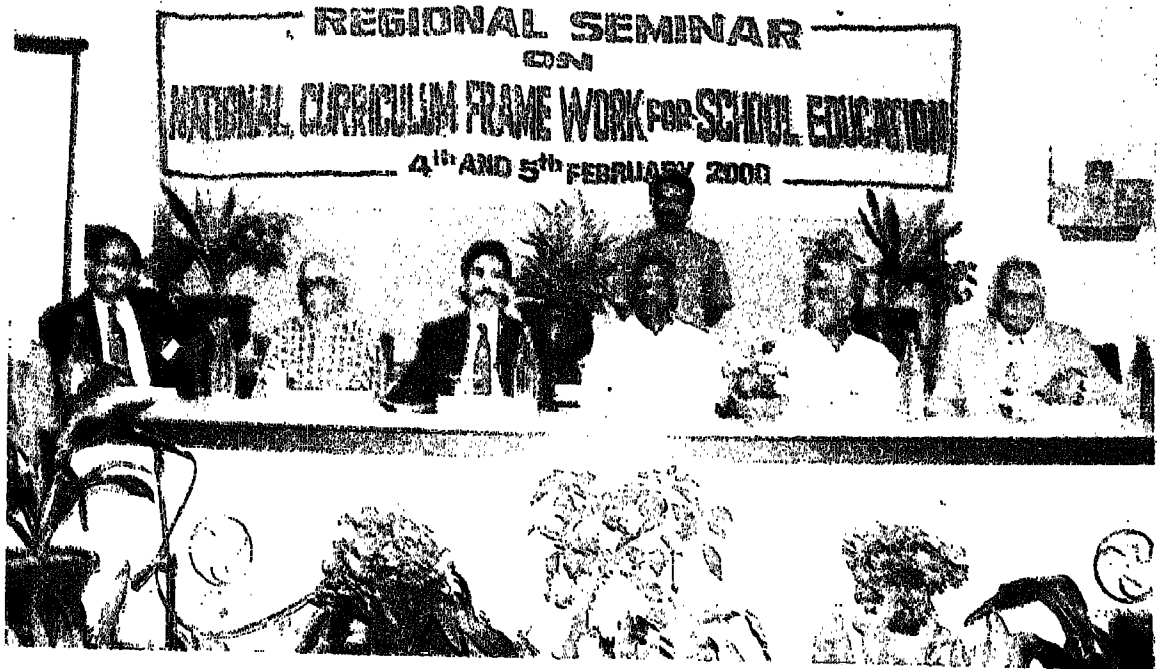 REGIONAL SEMINAR
ON
NATIONAL CURRICULUM FRAME WORK FOR SCHOOL EDUCATION
4th AND 5th FEBRUARY 2000